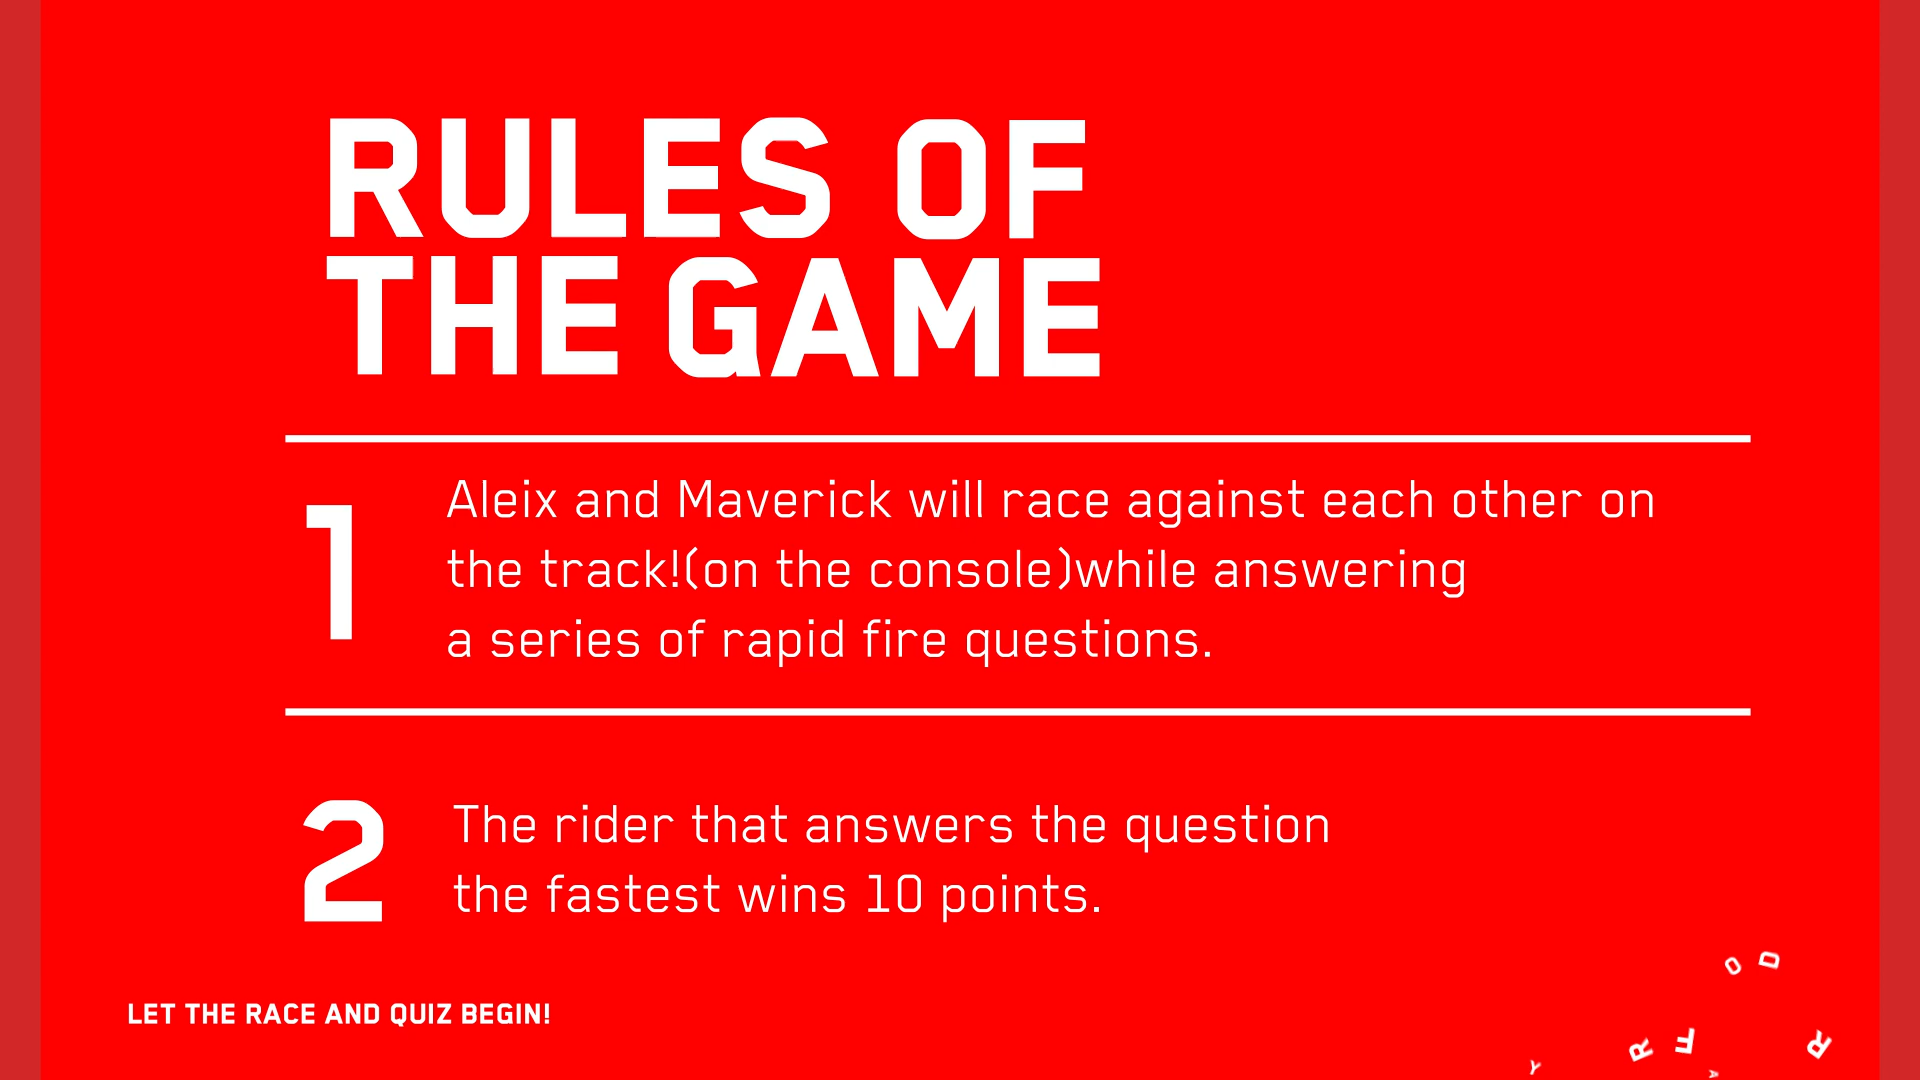 RULES OF
THE GAME
1
Aleix and Maverick will race against each other on
the track!(on the console)while answering
a series of rapid fire questions.
2
The rider that answers the question
the fastest wins 10 points.
LET THE RACE AND QUIZ BEGIN!
O D
R F R
Y A